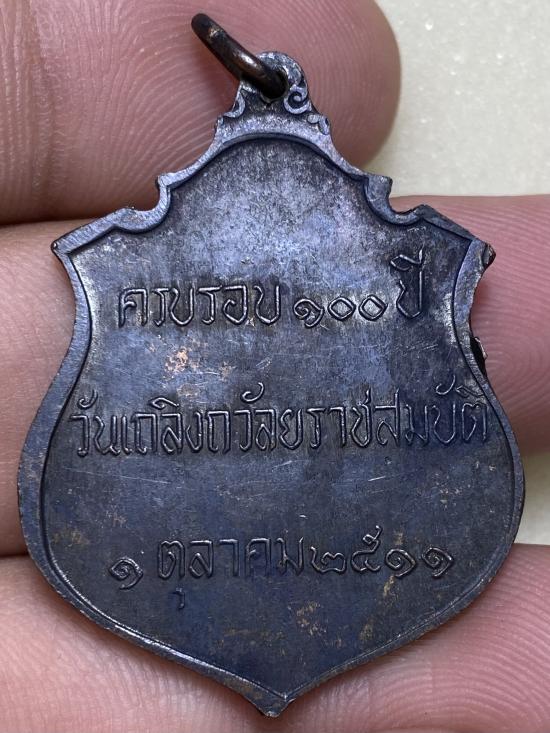 ครบรอบ ๑๐๐ ปี
วันเถลิงถวัลยราชสมบัติ
๑ ตุลาคม ๒๕๑๑